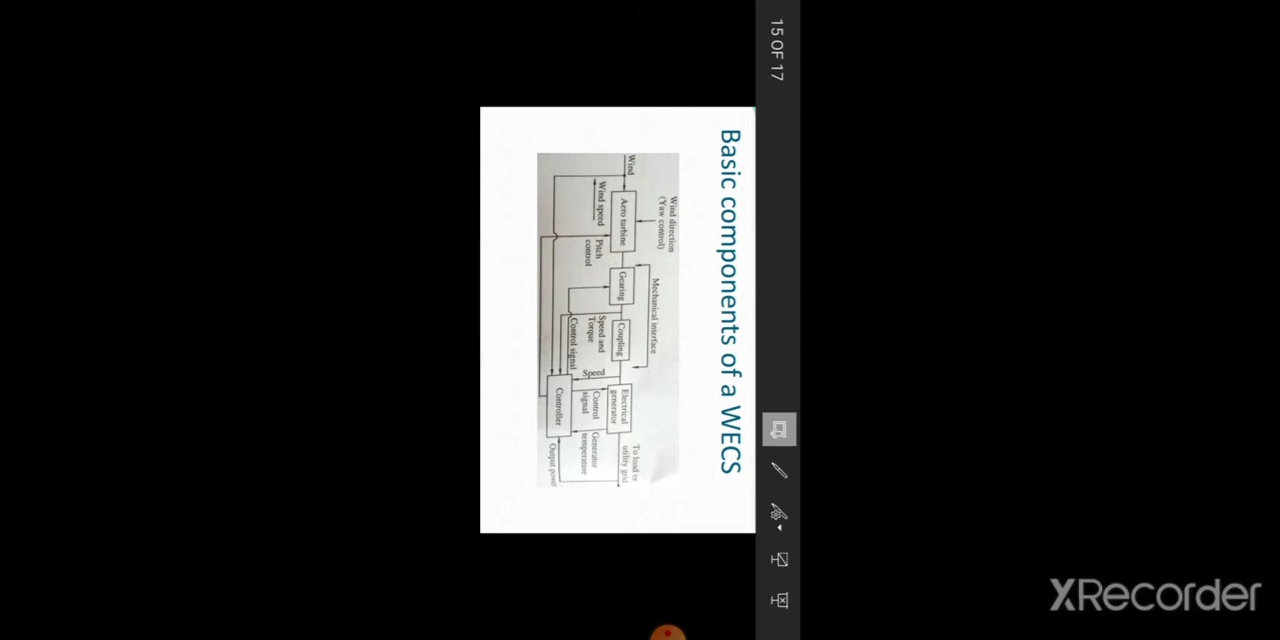 15 OF 17
Basic components of a WECS
Wind direction
(Yaw control)
Mechanical interface
To load or
utility grid
Wind
Aero turbine
Gearing
Coupling
Electrical
generator
Wind speed
Pitch
control
Speed and
Torque
Control signal
Speed
Control
signal
Generator
temperature
Controller
Output power
XRecorder